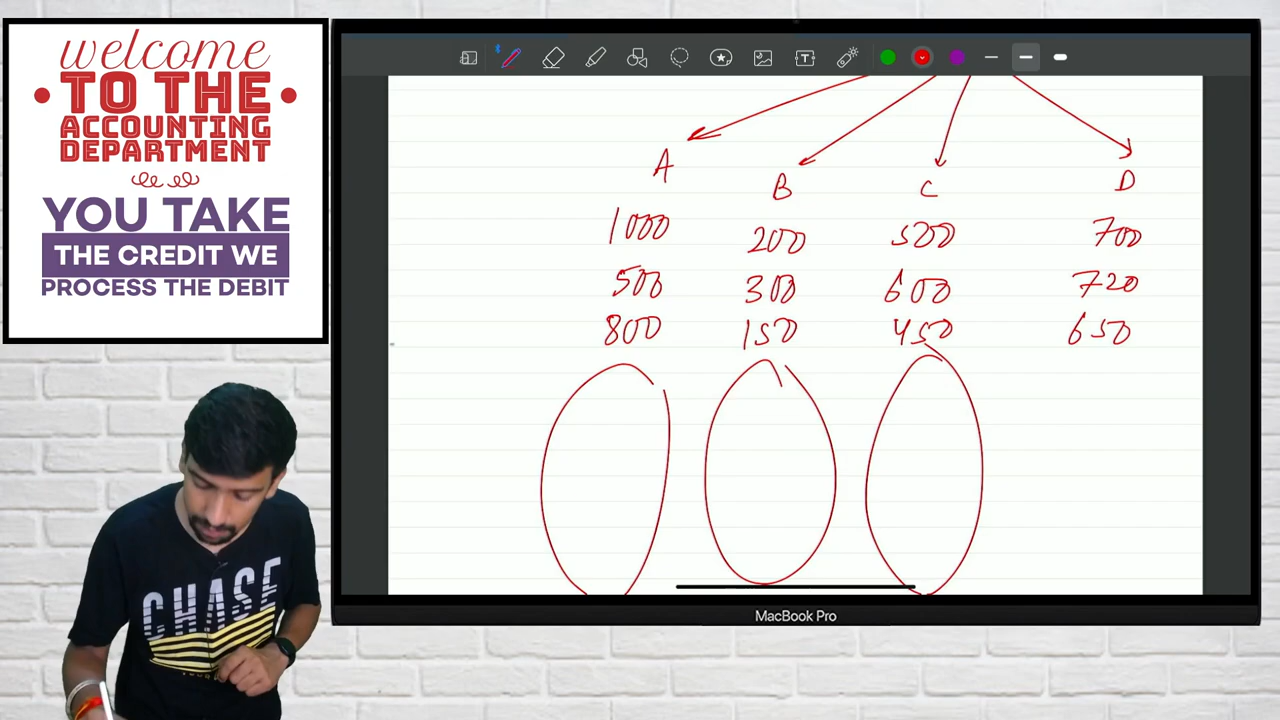 welcome
TO THE
ACCOUNTING
DEPARTMENT
YOU TAKE
THE CREDIT WE
PROCESS THE DEBIT
A B C D
1000 200 500 700
500 300 600 720
800 150 450 650
MacBook Pro
CHASE